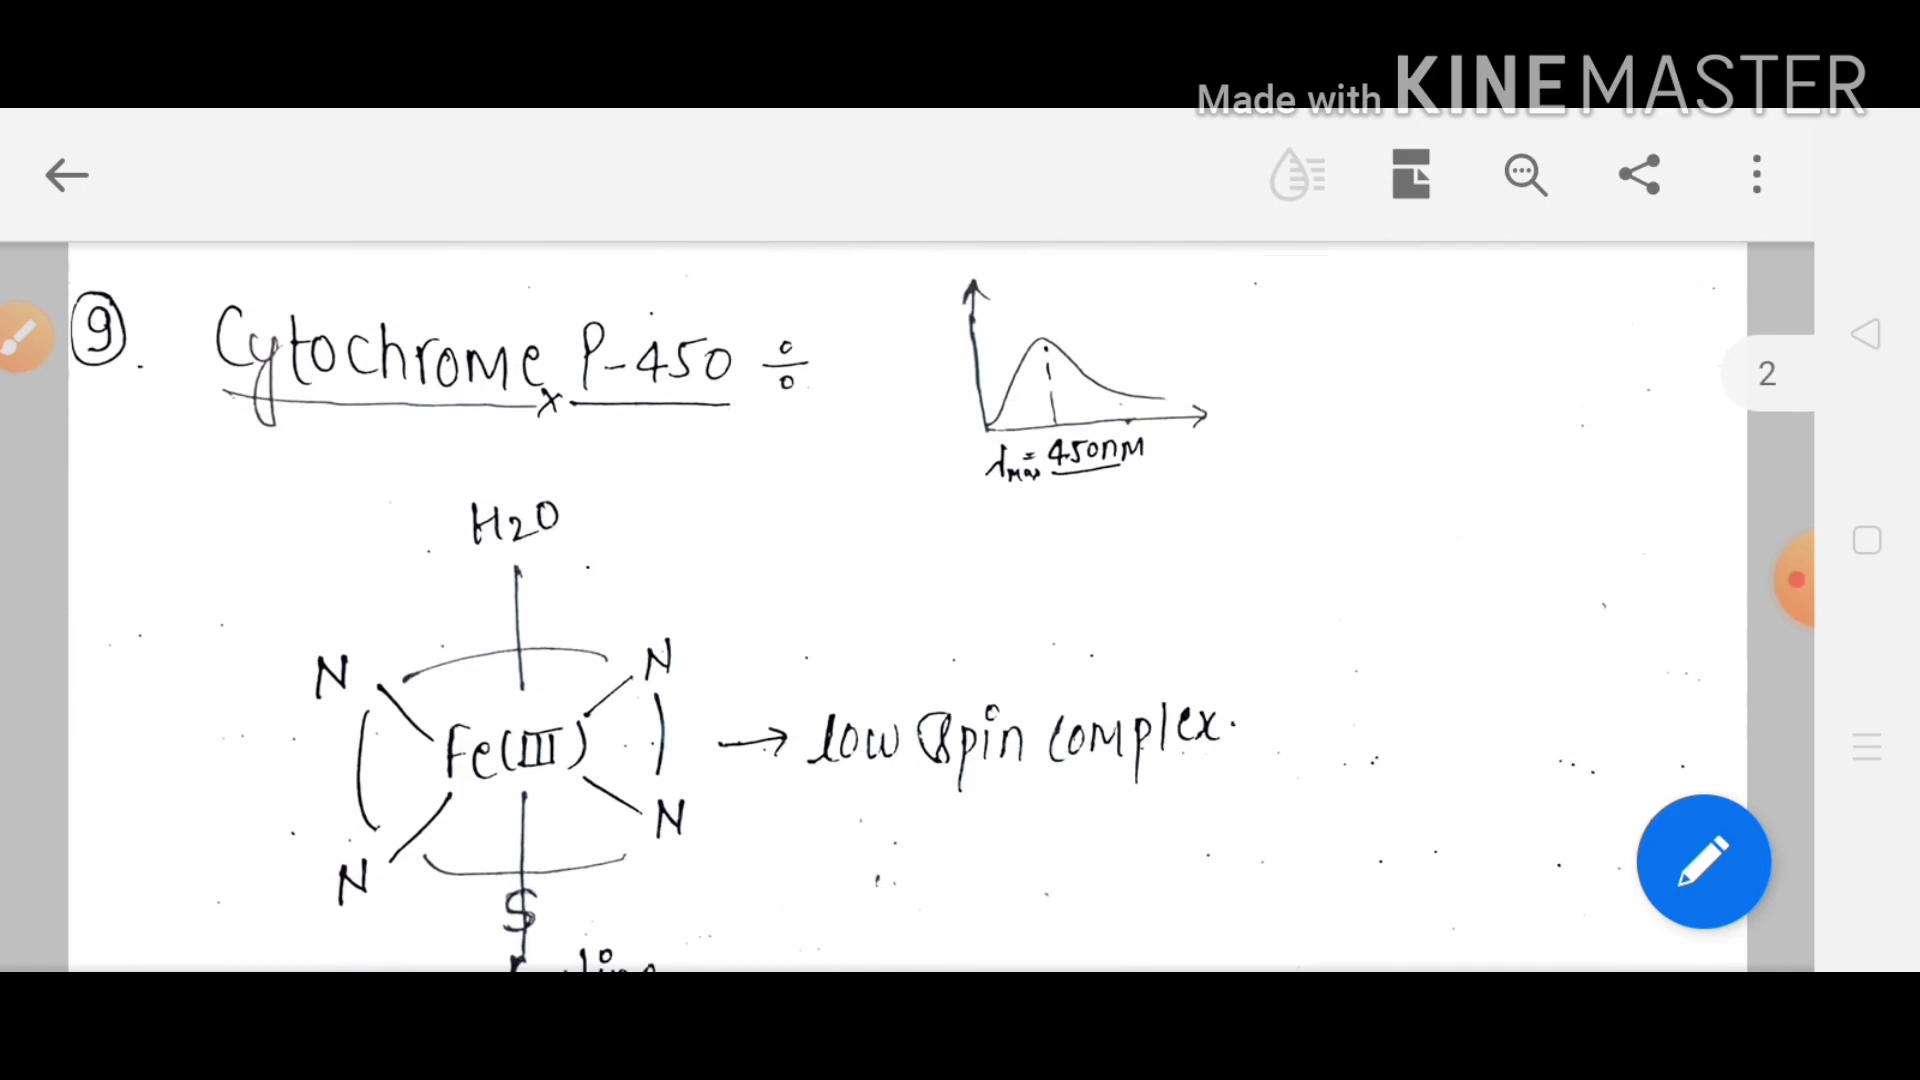 Made with KINEMASTER
2
9. Cytochrome P-450 ÷
λmax = 450nm
H2O
N
N
Fe(III) → low spin complex.
N
N
S